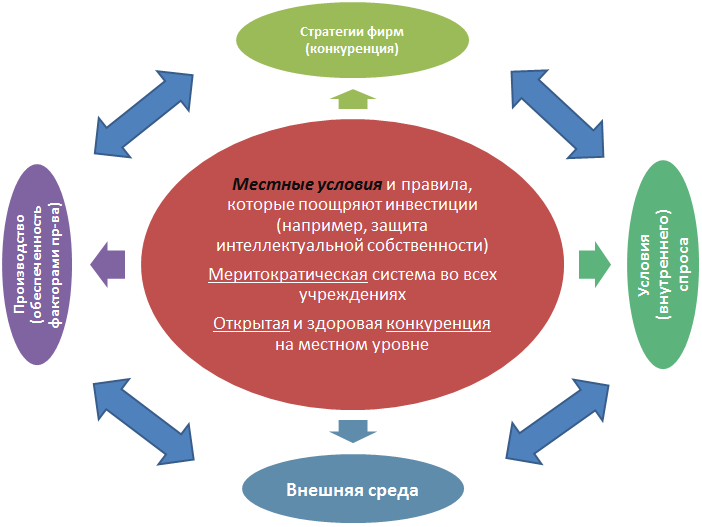 Стратегии фирм
(конкуренция)
Производство
(обеспеченность
факторами пр-ва)
Местные условия и правила,
которые поощряют инвестиции
(например, защита
интеллектуальной собственности)
Меритократическая система во всех
учреждениях
Открытая и здоровая конкуренция
на местном уровне
Условия
(внутреннего)
спроса
Внешняя среда